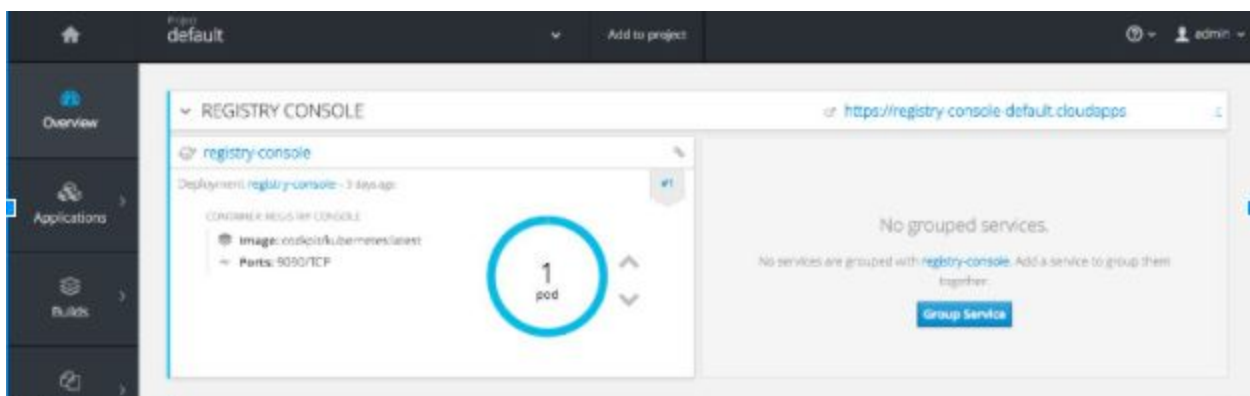 Project
default
Add to project
admin
Overview
REGISTRY CONSOLE
https://registry-console-default.cloudapps
registry-console
Deployment registry-console - 3 days ago
#1
CONTAINER: REGISTRY-CONSOLE
Image: cockpit/kubernetes:latest
Ports: 9090/TCP
1
pod
Applications
No grouped services.
No services are grouped with registry-console. Add a service to group them
together.
Group Service
Builds